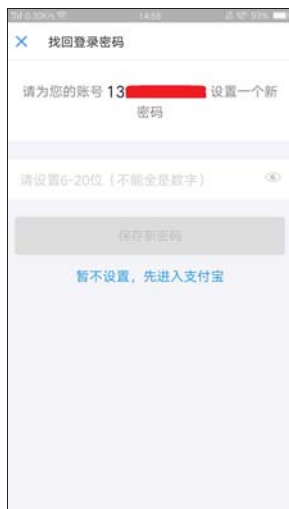 14:58
93%
× 找回登录密码
请为您的账号 13 设置一个新
密码
请设置6-20位（不能全是数字）
保存新密码
暂不设置，先进入支付宝